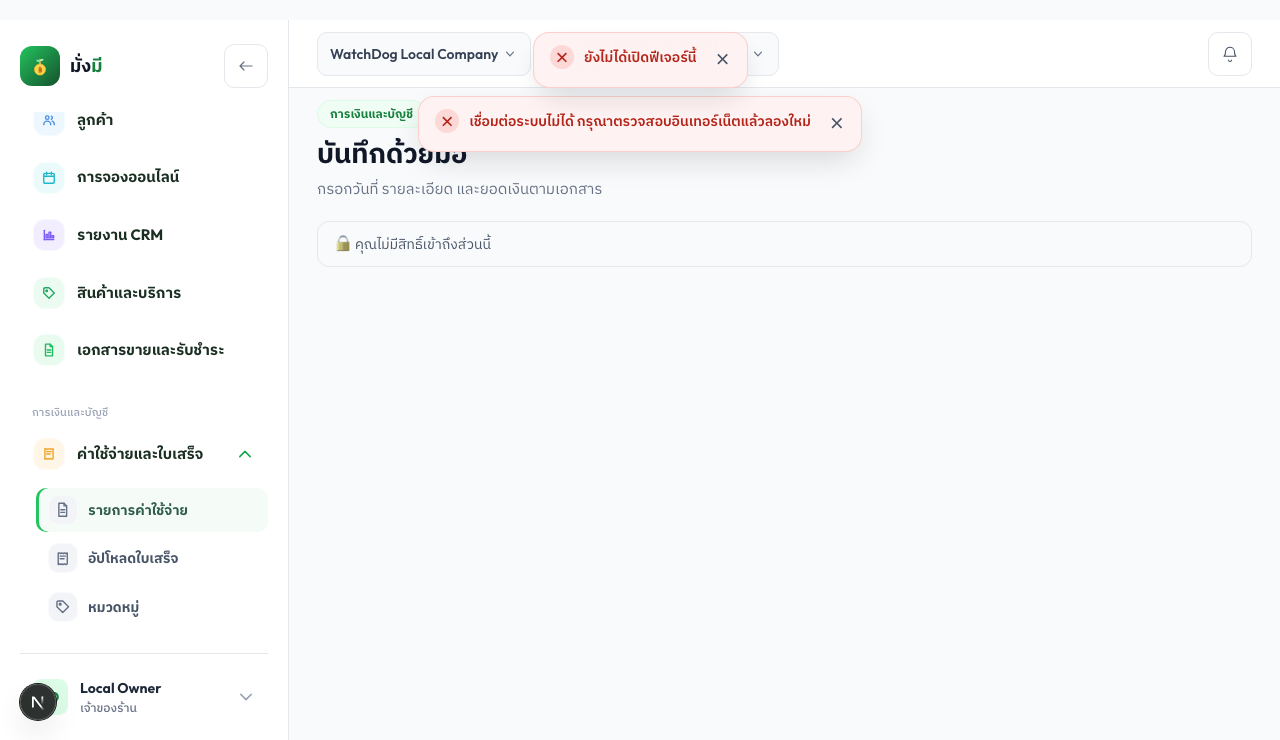 มั่งมี
ลูกค้า
การจองออนไลน์
รายงาน CRM
สินค้าและบริการ
เอกสารขายและรับชำระ
การเงินและบัญชี
ค่าใช้จ่ายและใบเสร็จ
รายการค่าใช้จ่าย
อัปโหลดใบเสร็จ
หมวดหมู่
Local Owner
เจ้าของร้าน
N
WatchDog Local Company
ยังไม่ได้เปิดฟีเจอร์นี้
เชื่อมต่อระบบไม่ได้ กรุณาตรวจสอบอินเทอร์เน็ตแล้วลองใหม่
การเงินและบัญชี
บันทึกด้วยมือ
กรอกวันที่ รายละเอียด และยอดเงินตามเอกสาร
คุณไม่มีสิทธิ์เข้าถึงส่วนนี้